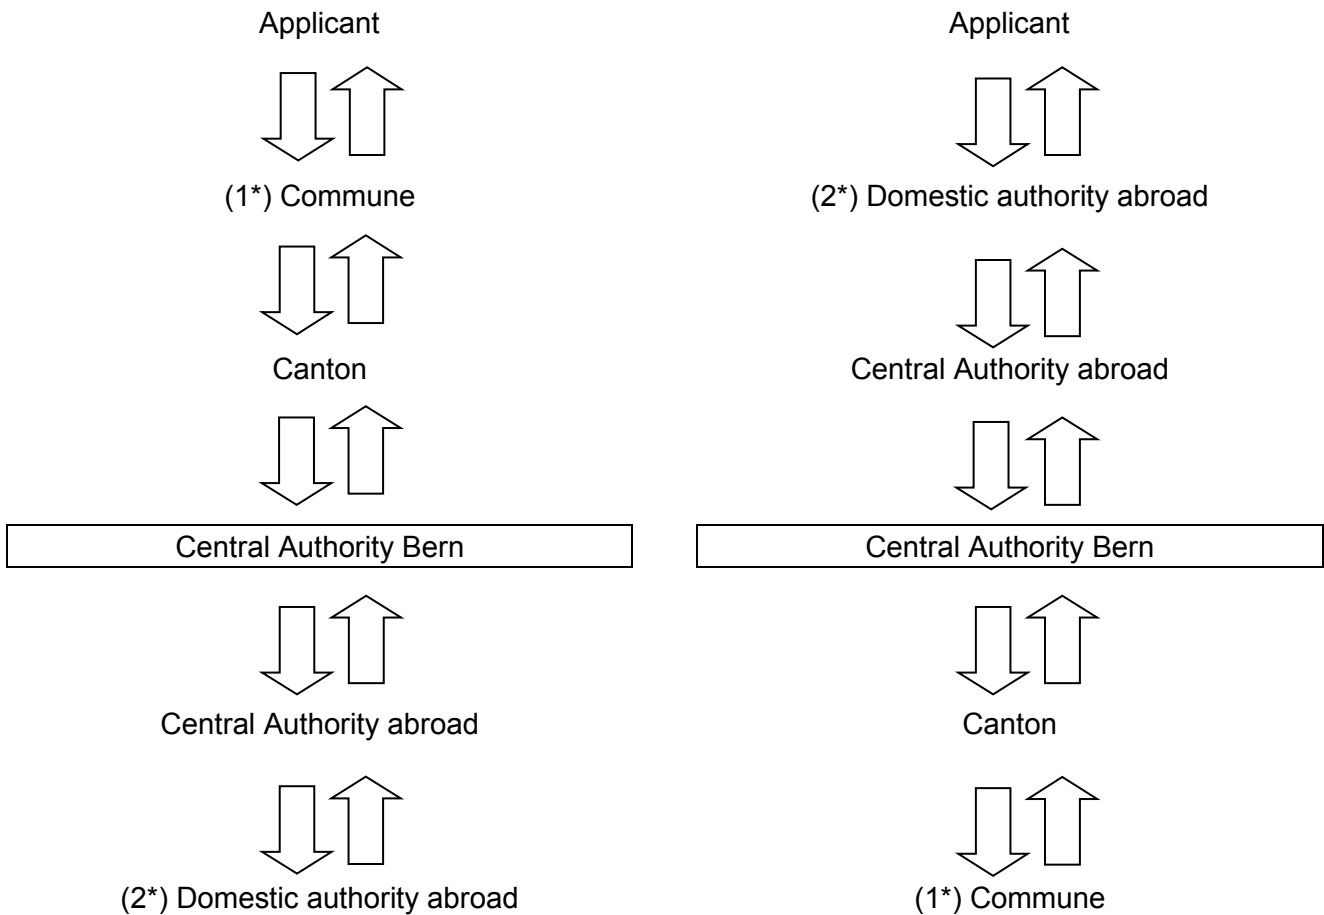 Applicant
(1*) Commune
Canton
Central Authority Bern
Central Authority abroad
(2*) Domestic authority abroad
Applicant
(2*) Domestic authority abroad
Central Authority abroad
Central Authority Bern
Canton
(1*) Commune